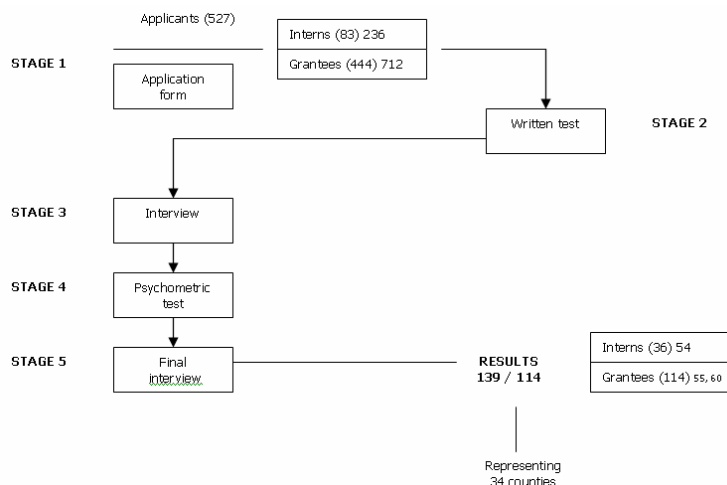 Applicants (527)
Interns (83) 236
Grantees (444) 712
STAGE 1
Application
form
Written test
STAGE 2
STAGE 3
Interview
STAGE 4
Psychometric
test
STAGE 5
Final
interview
RESULTS
139 / 114
Interns (36) 54
Grantees (114) 55,60
Representing
34 counties